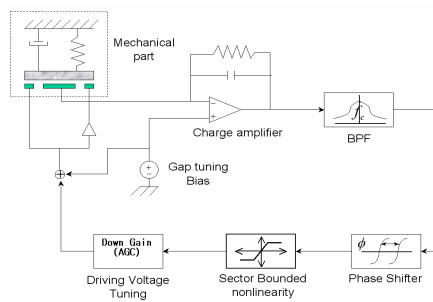 Mechanical
part
−
+
Charge amplifier
fc
BPF
Gap tuning
Bias
+
−
Down Gain
(AGC)
Driving Voltage
Tuning
Sector Bounded
nonlinearity
ϕ
Phase Shifter